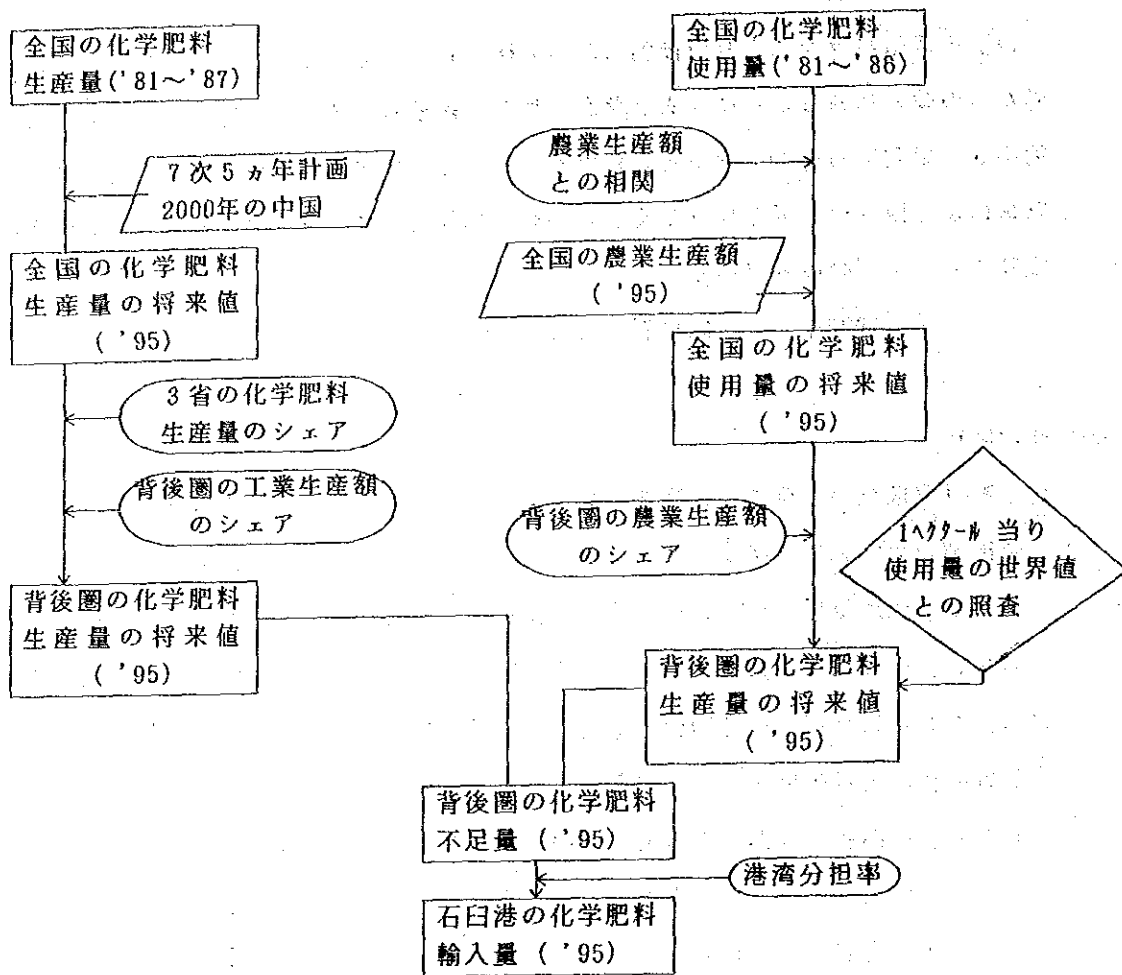 全国の化学肥料
生産量('81～'87)
7次5ヵ年計画
2000年の中国
全国の化学肥料
生産量の将来値
('95)
3省の化学肥料
生産量のシェア
背後圏の工業生産額
のシェア
背後圏の化学肥料
生産量の将来値
('95)
全国の化学肥料
使用量('81～'86)
農業生産額
との相関
全国の農業生産額
('95)
全国の化学肥料
使用量の将来値
('95)
背後圏の農業生産額
のシェア
1ヘクタール 当り
使用量の世界値
との照査
背後圏の化学肥料
生産量の将来値
('95)
背後圏の化学肥料
不足量 ('95)
港湾分担率
石臼港の化学肥料
輸入量 ('95)